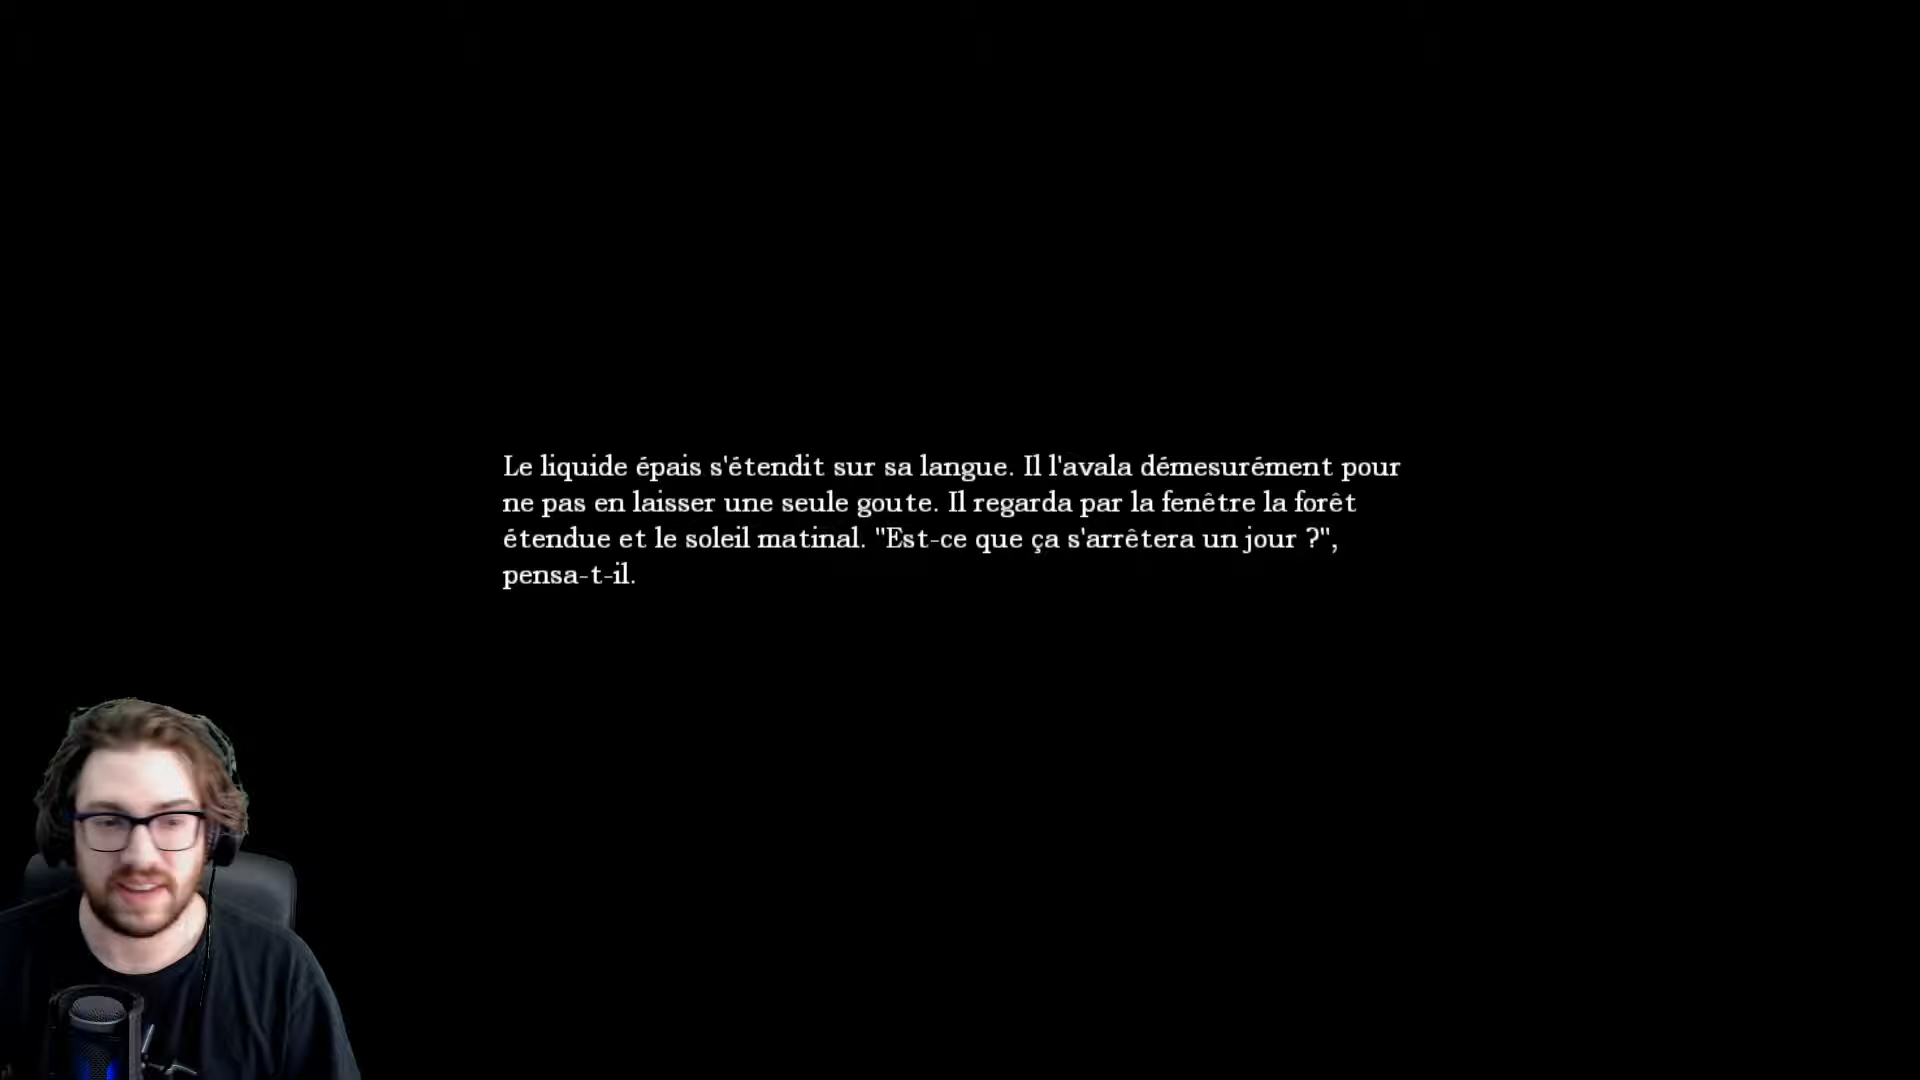 Le liquide épais s'étendit sur sa langue. Il l'avala démesurément pour
ne pas en laisser une seule goute. Il regarda par la fenêtre la forêt
étendue et le soleil matinal. "Est-ce que ça s'arrêtera un jour ?",
pensa-t-il.